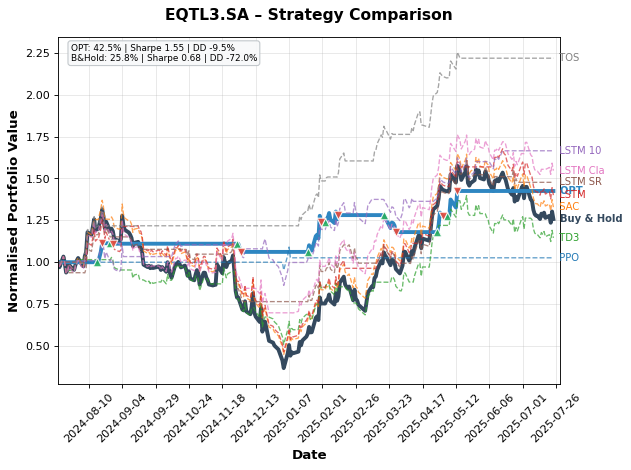 EQTL3.SA – Strategy Comparison
OPT: 42.5% | Sharpe 1.55 | DD -9.5%
B&Hold: 25.8% | Sharpe 0.68 | DD -72.0%
Normalised Portfolio Value
2.25
2.00
1.75
1.50
1.25
1.00
0.75
0.50
TOS
LSTM 10
LSTM Cla
LSTM SR
LSTM
OPT
SAC
Buy & Hold
TD3
PPO
2024-08-10
2024-09-04
2024-09-29
2024-10-24
2024-11-18
2024-12-13
2025-01-07
2025-02-01
2025-02-26
2025-03-23
2025-04-17
2025-05-12
2025-06-06
2025-07-01
2025-07-26
Date